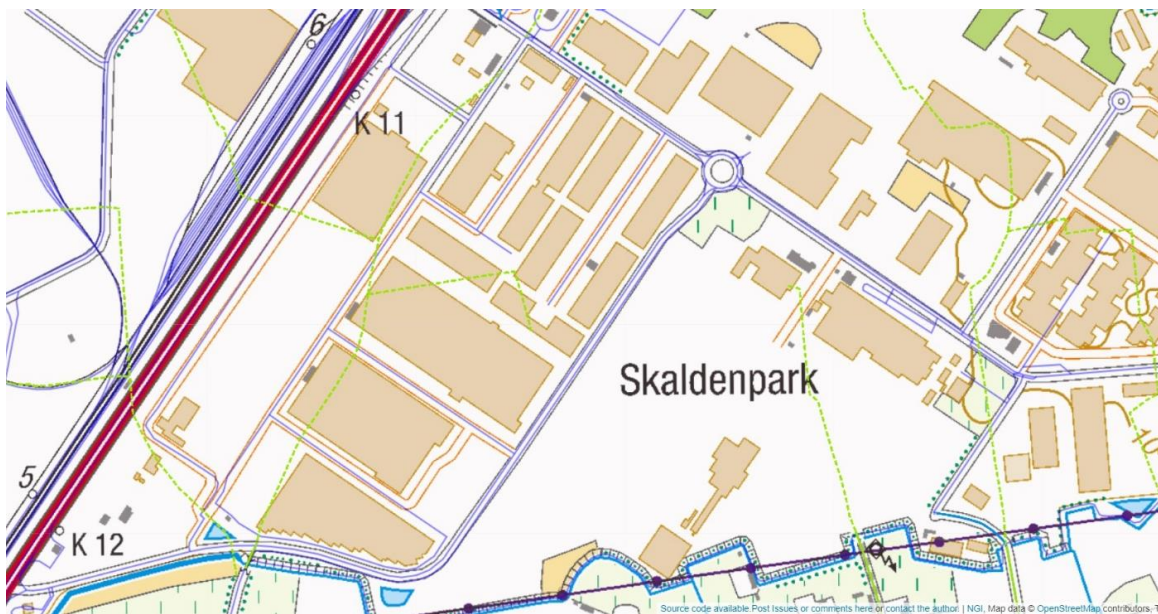 6
K 11
Skaldenpark
5
K 12
Source code available Post Issues or comments here or contact the author | NGI, Map data © OpenStreetMap contributors,